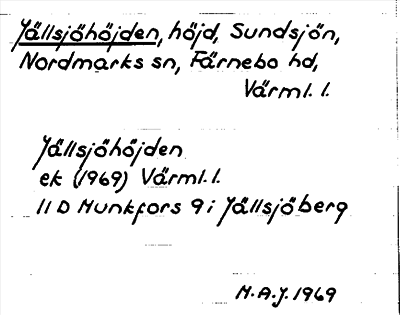 Jällsjöhöjden, höjd, Sundsjön,
Nordmarks sn, Färnebo hd,
Värml. l.
Jällsjöhöjden
ek (1969) Värml. l.
11 D Munkfors 9 i Jällsjöberg
M.A.J. 1969